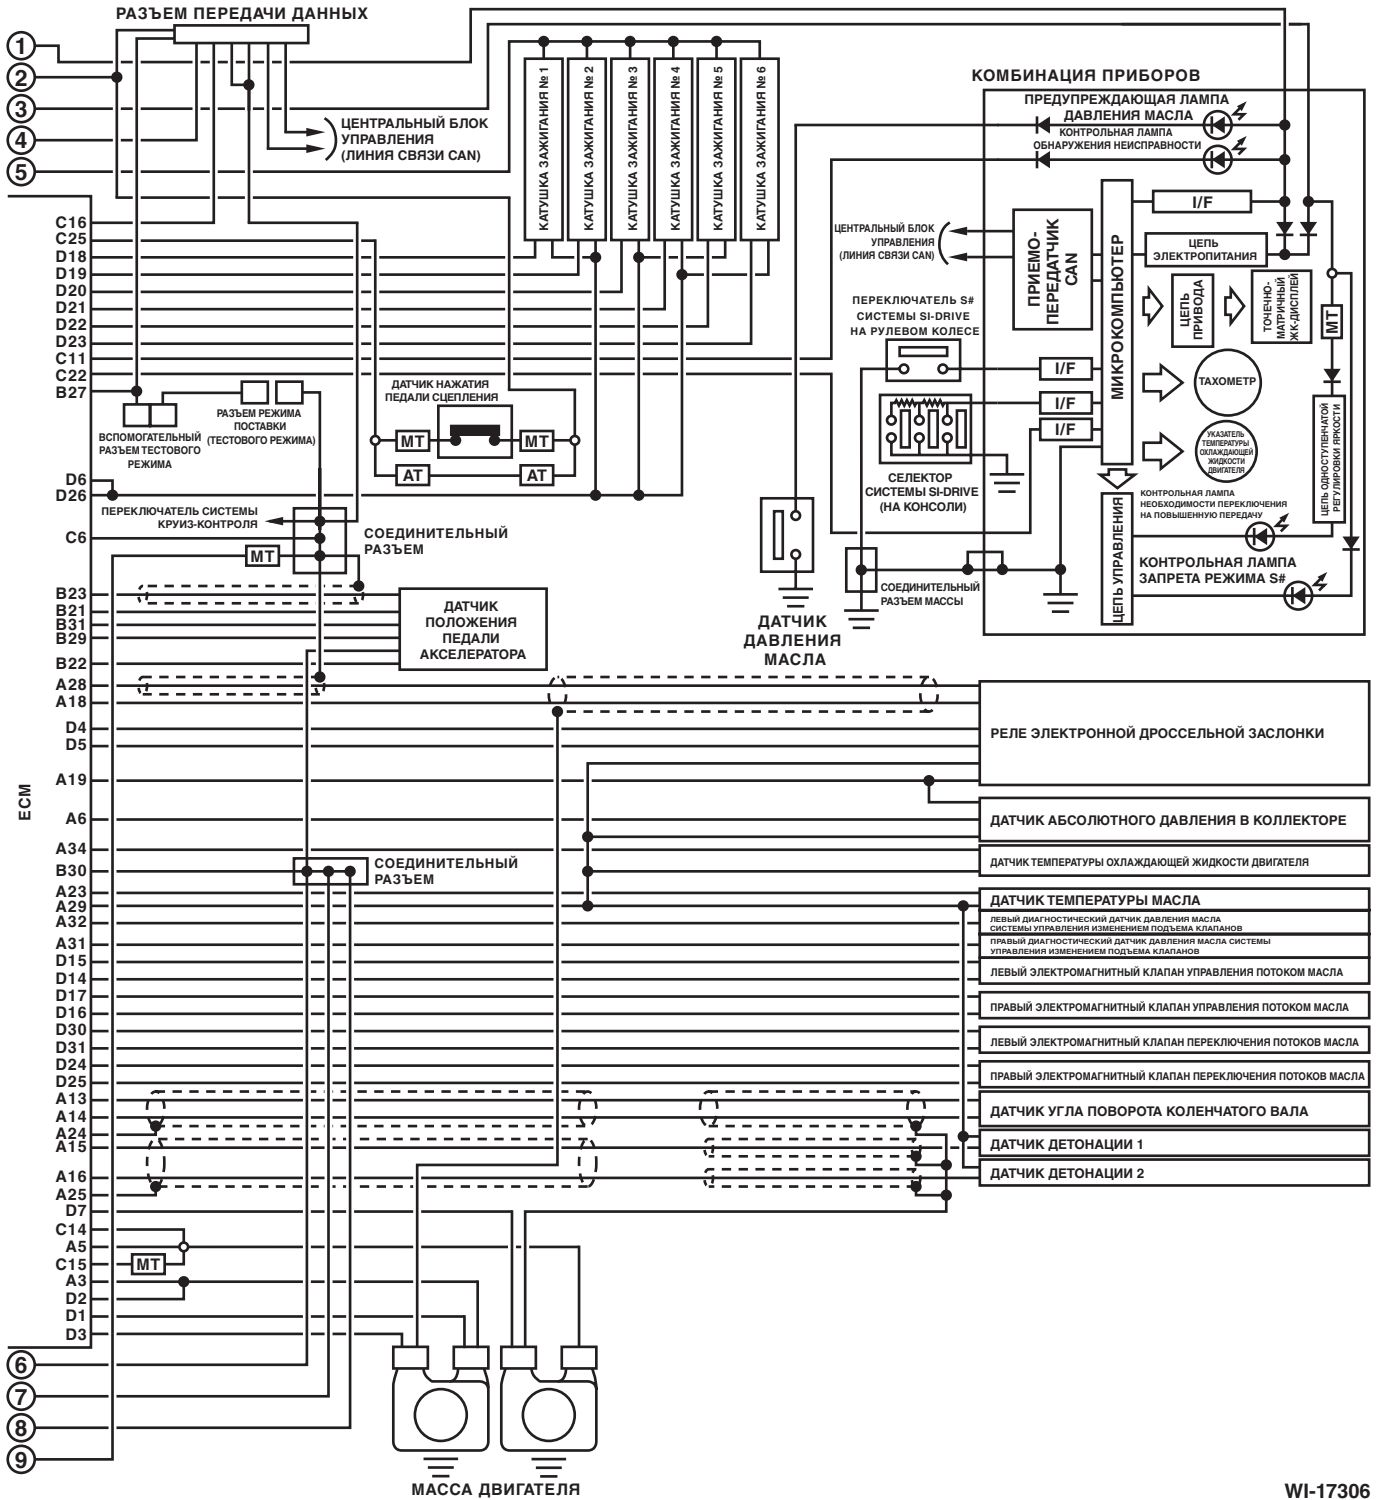 РАЗЪЕМ ПЕРЕДАЧИ ДАННЫХ
1
2
3
4
5
ЦЕНТРАЛЬНЫЙ БЛОК
УПРАВЛЕНИЯ
(ЛИНИЯ СВЯЗИ CAN)
КАТУШКА ЗАЖИГАНИЯ № 1
КАТУШКА ЗАЖИГАНИЯ № 2
КАТУШКА ЗАЖИГАНИЯ № 3
КАТУШКА ЗАЖИГАНИЯ № 4
КАТУШКА ЗАЖИГАНИЯ № 5
КАТУШКА ЗАЖИГАНИЯ № 6
КОМБИНАЦИЯ ПРИБОРОВ
ПРЕДУПРЕЖДАЮЩАЯ ЛАМПА
ДАВЛЕНИЯ МАСЛА
КОНТРОЛЬНАЯ ЛАМПА
ОБНАРУЖЕНИЯ НЕИСПРАВНОСТИ
I/F
ЦЕПЬ
ЭЛЕКТРОПИТАНИЯ
ЦЕНТРАЛЬНЫЙ БЛОК
УПРАВЛЕНИЯ
(ЛИНИЯ СВЯЗИ CAN)
ПРИЕМО-
ПЕРЕДАТЧИК
CAN
МИКРОКОМПЬЮТЕР
ЦЕПЬ
ПРИВОДА
ТОЧЕЧНО-
МАТРИЧНЫЙ
ЖК-ДИСПЛЕЙ
МТ
ПЕРЕКЛЮЧАТЕЛЬ S#
СИСТЕМЫ SI-DRIVE
НА РУЛЕВОМ КОЛЕСЕ
I/F
I/F
I/F
ТАХОМЕТР
УКАЗАТЕЛЬ
ТЕМПЕРАТУРЫ
ОХЛАЖДАЮЩЕЙ
ЖИДКОСТИ
ДВИГАТЕЛЯ
ЦЕПЬ ОДНОСТУПЕНЧАТОЙ
РЕГУЛИРОВКИ ЯРКОСТИ
СЕЛЕКТОР
СИСТЕМЫ SI-DRIVE
(НА КОНСОЛИ)
КОНТРОЛЬНАЯ ЛАМПА
НЕОБХОДИМОСТИ ПЕРЕКЛЮЧЕНИЯ
НА ПОВЫШЕННУЮ ПЕРЕДАЧУ
ЦЕПЬ УПРАВЛЕНИЯ
КОНТРОЛЬНАЯ ЛАМПА
ЗАПРЕТА РЕЖИМА S#
СОЕДИНИТЕЛЬНЫЙ
РАЗЪЕМ МАССЫ
ДАТЧИК
ДАВЛЕНИЯ
МАСЛА
C16
C25
D18
D19
D20
D21
D22
D23
C11
C22
B27
ВСПОМОГАТЕЛЬНЫЙ
РАЗЪЕМ ТЕСТОВОГО
РЕЖИМА
РАЗЪЕМ РЕЖИМА
ПОСТАВКИ
(ТЕСТОВОГО РЕЖИМА)
ДАТЧИК НАЖАТИЯ
ПЕДАЛИ СЦЕПЛЕНИЯ
МТ
МТ
АТ
АТ
D6
D26
ПЕРЕКЛЮЧАТЕЛЬ СИСТЕМЫ
КРУИЗ-КОНТРОЛЯ
C6
МТ
СОЕДИНИТЕЛЬНЫЙ
РАЗЪЕМ
B23
B21
B31
B29
B22
ДАТЧИК
ПОЛОЖЕНИЯ
ПЕДАЛИ
АКСЕЛЕРАТОРА
A28
A18
D4
D5
A19
РЕЛЕ ЭЛЕКТРОННОЙ ДРОССЕЛЬНОЙ ЗАСЛОНКИ
ECM
A6
ДАТЧИК АБСОЛЮТНОГО ДАВЛЕНИЯ В КОЛЛЕКТОРЕ
A34
ДАТЧИК ТЕМПЕРАТУРЫ ОХЛАЖДАЮЩЕЙ ЖИДКОСТИ ДВИГАТЕЛЯ
B30
СОЕДИНИТЕЛЬНЫЙ
РАЗЪЕМ
A23
A29
ДАТЧИК ТЕМПЕРАТУРЫ МАСЛА
A32
ЛЕВЫЙ ДИАГНОСТИЧЕСКИЙ ДАТЧИК ДАВЛЕНИЯ МАСЛА
СИСТЕМЫ УПРАВЛЕНИЯ ИЗМЕНЕНИЕМ ПОДЪЕМА КЛАПАНОВ
A31
ПРАВЫЙ ДИАГНОСТИЧЕСКИЙ ДАТЧИК ДАВЛЕНИЯ МАСЛА СИСТЕМЫ
УПРАВЛЕНИЯ ИЗМЕНЕНИЕМ ПОДЪЕМА КЛАПАНОВ
D15
D14
ЛЕВЫЙ ЭЛЕКТРОМАГНИТНЫЙ КЛАПАН УПРАВЛЕНИЯ ПОТОКОМ МАСЛА
D17
D16
ПРАВЫЙ ЭЛЕКТРОМАГНИТНЫЙ КЛАПАН УПРАВЛЕНИЯ ПОТОКОМ МАСЛА
D30
D31
ЛЕВЫЙ ЭЛЕКТРОМАГНИТНЫЙ КЛАПАН ПЕРЕКЛЮЧЕНИЯ ПОТОКОВ МАСЛА
D24
D25
ПРАВЫЙ ЭЛЕКТРОМАГНИТНЫЙ КЛАПАН ПЕРЕКЛЮЧЕНИЯ ПОТОКОВ МАСЛА
A13
A14
ДАТЧИК УГЛА ПОВОРОТА КОЛЕНЧАТОГО ВАЛА
A24
A15
ДАТЧИК ДЕТОНАЦИИ 1
A16
ДАТЧИК ДЕТОНАЦИИ 2
A25
D7
C14
A5
C15
МТ
A3
D2
D1
D3
6
7
8
9
МАССА ДВИГАТЕЛЯ
WI-17306